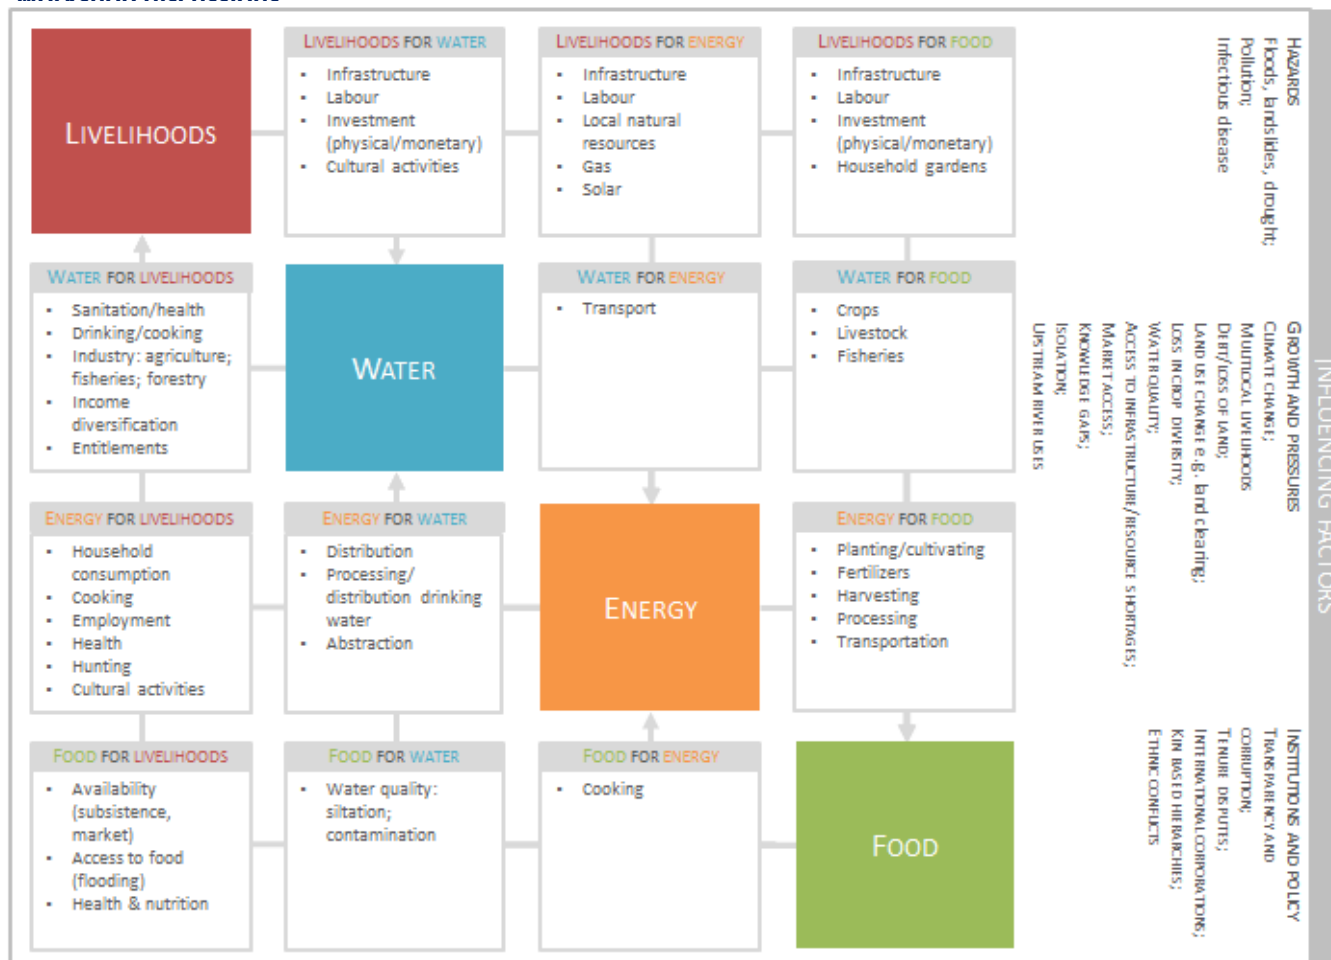 LIVELIHOODS
LIVELIHOODS FOR WATER
▪ Infrastructure
▪ Labour
▪ Investment
(physical/monetary)
▪ Cultural activities
LIVELIHOODS FOR ENERGY
▪ Infrastructure
▪ Labour
▪ Local natural
resources
▪ Gas
▪ Solar
LIVELIHOODS FOR FOOD
▪ Infrastructure
▪ Labour
▪ Investment
(physical/monetary)
▪ Household gardens
WATER FOR LIVELIHOODS
▪ Sanitation/health
▪ Drinking/cooking
▪ Industry: agriculture;
fisheries; forestry
▪ Income
diversification
▪ Entitlements
WATER
WATER FOR ENERGY
▪ Transport
WATER FOR FOOD
▪ Crops
▪ Livestock
▪ Fisheries
ENERGY FOR LIVELIHOODS
▪ Household
consumption
▪ Cooking
▪ Employment
▪ Health
▪ Hunting
▪ Cultural activities
ENERGY FOR WATER
▪ Distribution
▪ Processing/
distribution drinking
water
▪ Abstraction
ENERGY
ENERGY FOR FOOD
▪ Planting/cultivating
▪ Fertilizers
▪ Harvesting
▪ Processing
▪ Transportation
FOOD FOR LIVELIHOODS
▪ Availability
(subsistence,
market)
▪ Access to food
(flooding)
▪ Health & nutrition
FOOD FOR WATER
▪ Water quality:
siltation;
contamination
FOOD FOR ENERGY
▪ Cooking
FOOD
HAZARDS
Floods, landslides, drought;
Pollution;
Infectious disease
GROWTH AND PRESSURES
CLIMATE CHANGE;
MULTILOCAL LIVELIHOODS
DEBT/LOSS OF LAND;
LAND USE CHANGE e.g. land clearing;
LOSS IN CROP DIVERSITY;
WATER QUALITY;
ACCESS TO INFRASTRUCTURE/RESOURCE SHORTAGES;
MARKET ACCESS;
KNOWLEDGE GAPS;
ISOLATION;
UPSTREAM RIVER USES
INSTITUTIONS AND POLICY
TRANSPARENCY AND
CORRUPTION;
TENURE DISPUTES;
INTERNATIONAL CORPORATIONS;
KIN BASED HIERARCHIES;
ETHNIC CONFLICTS
INFLUENCING FACTORS